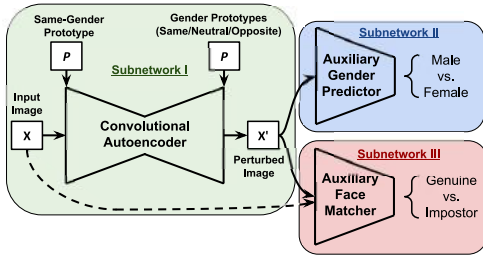 Same-Gender
Prototype
Gender Prototypes
(Same/Neutral/Opposite)
P
P
Subnetwork I
Input
Image
X
Convolutional
Autoencoder
X'
Perturbed
Image
Subnetwork II
Auxiliary
Gender
Predictor
Male
vs.
Female
Subnetwork III
Auxiliary
Face
Matcher
Genuine
vs.
Impostor